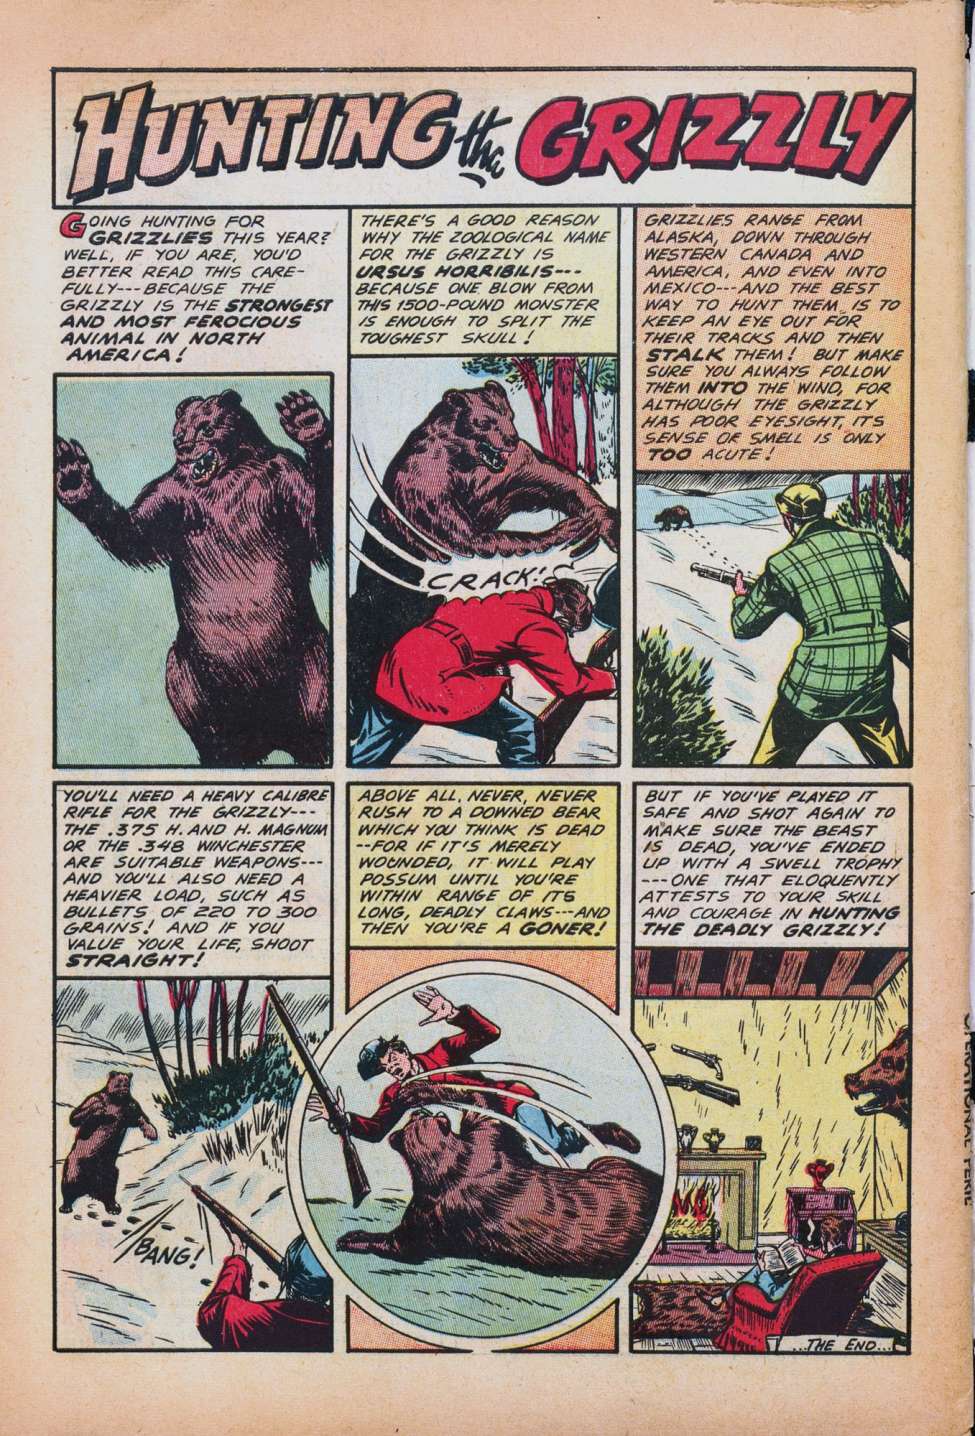 HUNTING the GRIZZLY
GOING HUNTING FOR
GRIZZLIES THIS YEAR?
WELL, IF YOU ARE, YOU'D
BETTER READ THIS CARE-
FULLY---BECAUSE THE
GRIZZLY IS THE STRONGEST
AND MOST FEROCIOUS
ANIMAL IN NORTH
AMERICA!
THERE'S A GOOD REASON
WHY THE ZOOLOGICAL NAME
FOR THE GRIZZLY IS
URSUS HORRIBILIS---
BECAUSE ONE BLOW FROM
THIS 1500-POUND MONSTER
IS ENOUGH TO SPLIT THE
TOUGHEST SKULL!
CRACK!
GRIZZLIES RANGE FROM
ALASKA, DOWN THROUGH
WESTERN CANADA AND
AMERICA, AND EVEN INTO
MEXICO---AND THE BEST
WAY TO HUNT THEM IS TO
KEEP AN EYE OUT FOR
THEIR TRACKS AND THEN
STALK THEM! BUT MAKE
SURE YOU ALWAYS FOLLOW
THEM INTO THE WIND, FOR
ALTHOUGH THE GRIZZLY
HAS POOR EYESIGHT, ITS
SENSE OF SMELL IS ONLY
TOO ACUTE!
YOU'LL NEED A HEAVY CALIBRE
RIFLE FOR THE GRIZZLY---
THE .375 H. AND H. MAGNUM
OR THE .348 WINCHESTER
ARE SUITABLE WEAPONS---
AND YOU'LL ALSO NEED A
HEAVIER LOAD, SUCH AS
BULLETS OF 220 TO 300
GRAINS! AND IF YOU
VALUE YOUR LIFE, SHOOT
STRAIGHT!
BANG!
ABOVE ALL, NEVER, NEVER
RUSH TO A DOWNED BEAR
WHICH YOU THINK IS DEAD
--FOR IF IT'S MERELY
WOUNDED, IT WILL PLAY
POSSUM UNTIL YOU'RE
WITHIN RANGE OF ITS
LONG, DEADLY CLAWS---AND
THEN YOU'RE A GONER!
BUT IF YOU'VE PLAYED IT
SAFE AND SHOT AGAIN TO
MAKE SURE THE BEAST
IS DEAD, YOU'VE ENDED
UP WITH A SWELL TROPHY
---ONE THAT ELOQUENTLY
ATTESTS TO YOUR SKILL
AND COURAGE IN HUNTING
THE DEADLY GRIZZLY!
...THE END...